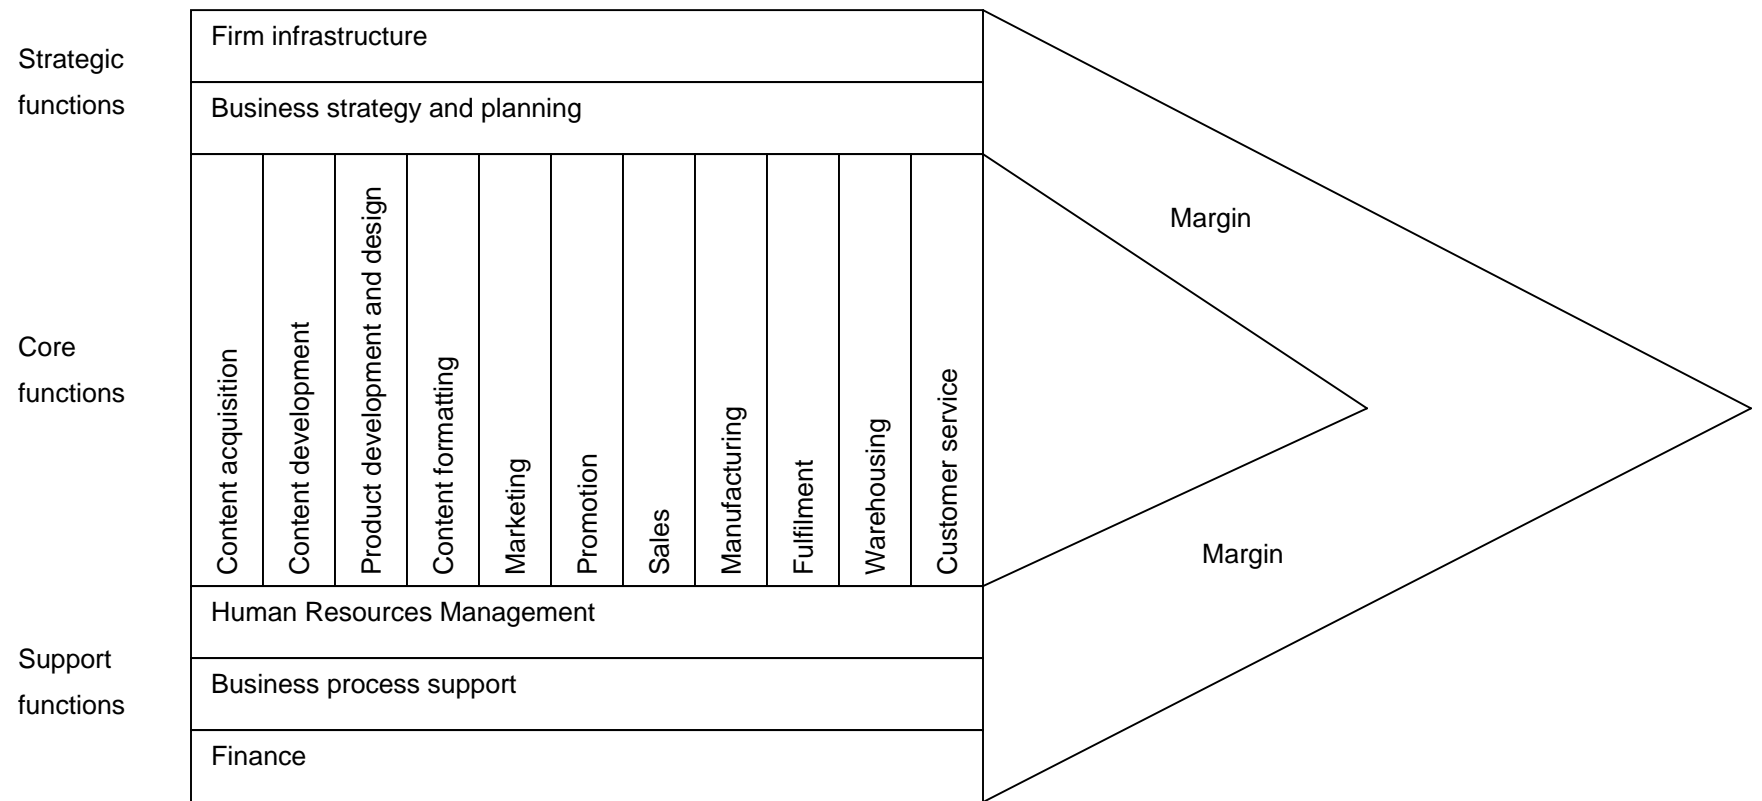 Strategic
functions
Firm infrastructure
Business strategy and planning
Core
functions
Content acquisition
Content development
Product development and design
Content formatting
Marketing
Promotion
Sales
Manufacturing
Fulfilment
Warehousing
Customer service
Margin
Margin
Support
functions
Human Resources Management
Business process support
Finance